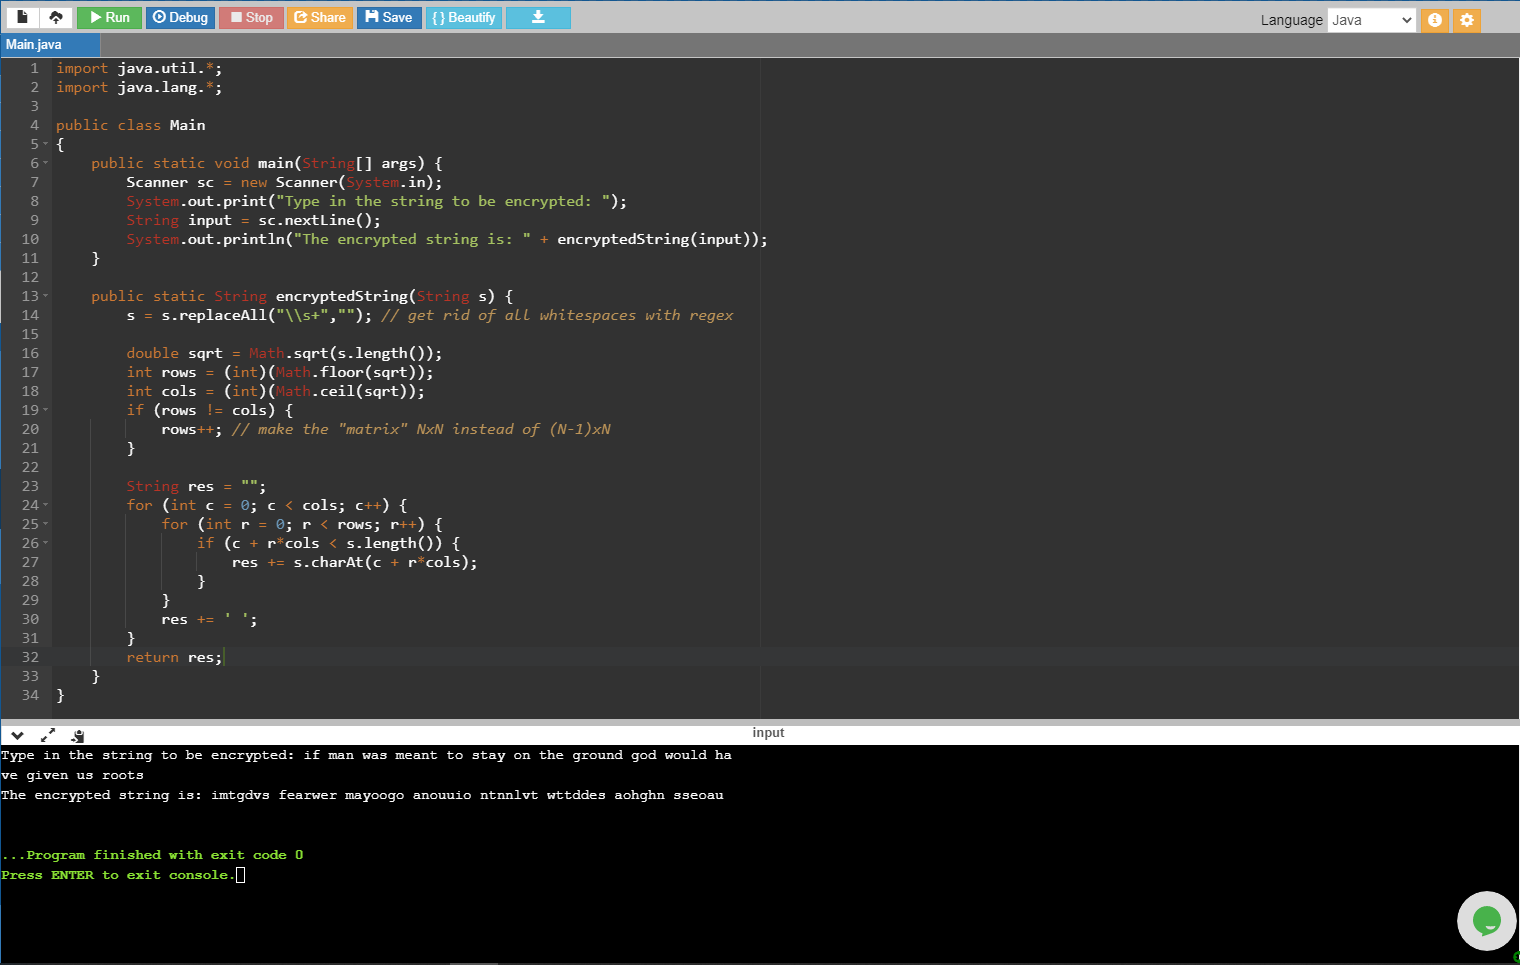 Run Debug Stop Share Save { } Beautify Language Java
Main.java
1 import java.util.*;
2 import java.lang.*;
3
4 public class Main
5 {
6     public static void main(String[] args) {
7         Scanner sc = new Scanner(System.in);
8         System.out.print("Type in the string to be encrypted: ");
9         String input = sc.nextLine();
10         System.out.println("The encrypted string is: " + encryptedString(input));
11     }
12
13     public static String encryptedString(String s) {
14         s = s.replaceAll("\\s+",""); // get rid of all whitespaces with regex
15
16         double sqrt = Math.sqrt(s.length());
17         int rows = (int)(Math.floor(sqrt));
18         int cols = (int)(Math.ceil(sqrt));
19         if (rows != cols) {
20             rows++; // make the "matrix" NxN instead of (N-1)xN
21         }
22
23         String res = "";
24         for (int c = 0; c < cols; c++) {
25             for (int r = 0; r < rows; r++) {
26                 if (c + r*cols < s.length()) {
27                     res += s.charAt(c + r*cols);
28                 }
29             }
30             res += ' ';
31         }
32         return res;
33     }
34 }
input
Type in the string to be encrypted: if man was meant to stay on the ground god would ha
ve given us roots
The encrypted string is: imtgdvs fearwer mayoogo anouuio ntnnlvt wttddes aohghn sseoau
...Program finished with exit code 0
Press ENTER to exit console.